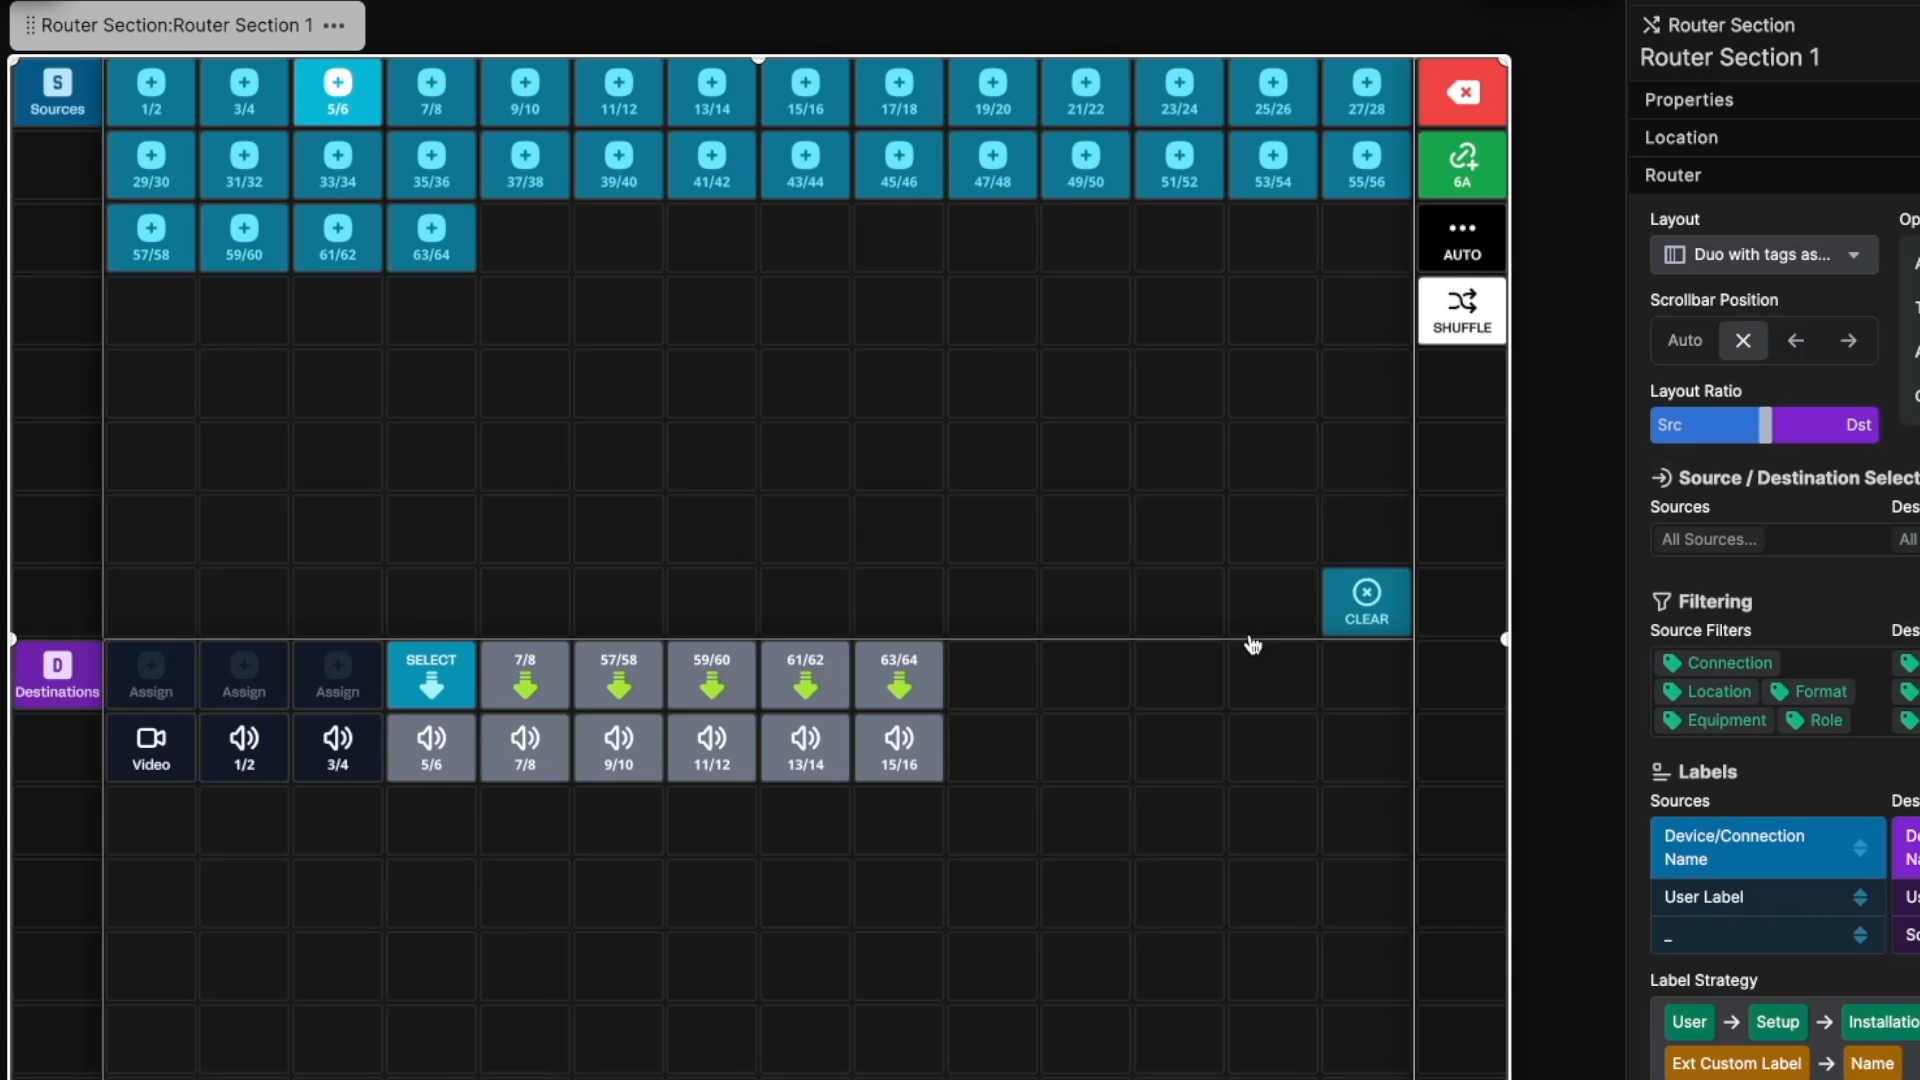 Router Section:Router Section 1
S
Sources
1/2
3/4
5/6
7/8
9/10
11/12
13/14
15/16
17/18
19/20
21/22
23/24
25/26
27/28
29/30
31/32
33/34
35/36
37/38
39/40
41/42
43/44
45/46
47/48
49/50
51/52
53/54
55/56
6A
57/58
59/60
61/62
63/64
AUTO
SHUFFLE
CLEAR
D
Destinations
Assign
Assign
Assign
SELECT
7/8
57/58
59/60
61/62
63/64
Video
1/2
3/4
5/6
7/8
9/10
11/12
13/14
15/16
Router Section
Router Section 1
Properties
Location
Router
Layout
Op
Duo with tags as...
Scrollbar Position
Auto
Layout Ratio
Src
Dst
Source / Destination Select
Sources
Des
All Sources...
All
Filtering
Source Filters
Des
Connection
Location
Format
Equipment
Role
Labels
Sources
Des
Device/Connection
Name
User Label
_
Label Strategy
User → Setup → Installatio
Ext Custom Label → Name